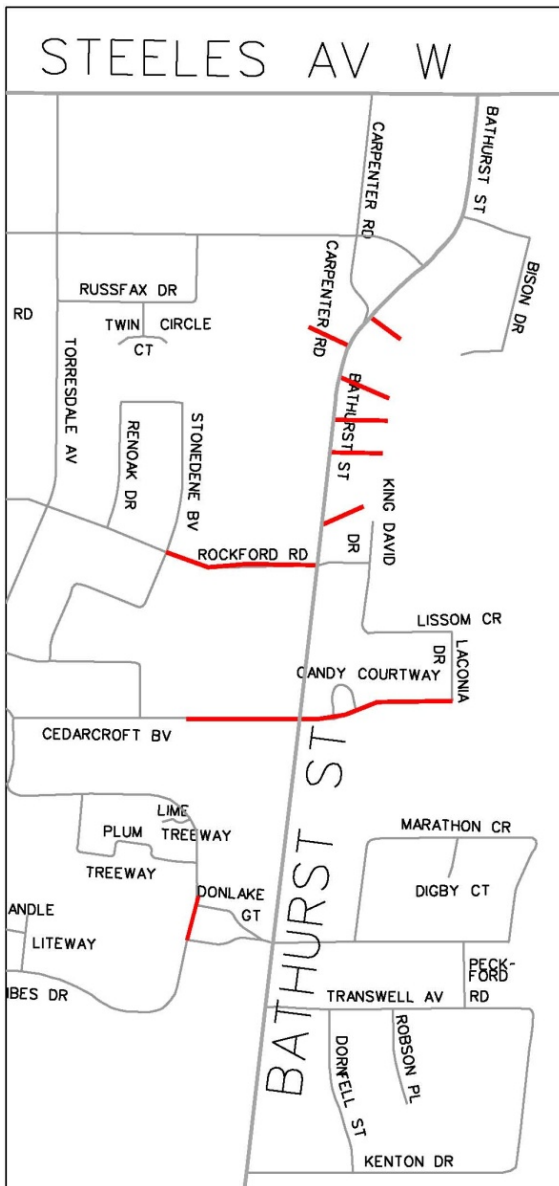 STEELES AV W
CARPENTER RD
BATHURST ST
BISON DR
CARPENTER RD
RUSSFAX DR
RD
TWIN CIRCLE
CT
TORRESDALE AV
RENOAK DR
STONEDENE BV
BATHURST ST
KING DAVID
DR
ROCKFORD RD
LISSOM CR
LACONIA
DR
CANDY COURTWAY
CEDARCROFT BV
BATHURST ST
LIME
PLUM TREEWAY
TREEWAY
MARATHON CR
DONLAKE
GT
DIGBY CT
ANDLE
LITEWAY
PECK-
FORD
RD
IBES DR
TRANSWELL AV
ROBSON PL
DORNFELL ST
KENTON DR